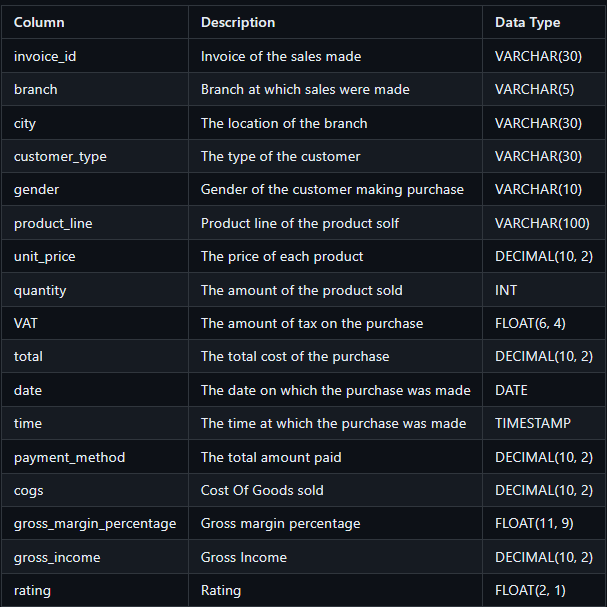 Column Description Data Type
invoice_id Invoice of the sales made VARCHAR(30)
branch Branch at which sales were made VARCHAR(5)
city The location of the branch VARCHAR(30)
customer_type The type of the customer VARCHAR(30)
gender Gender of the customer making purchase VARCHAR(10)
product_line Product line of the product solf VARCHAR(100)
unit_price The price of each product DECIMAL(10, 2)
quantity The amount of the product sold INT
VAT The amount of tax on the purchase FLOAT(6, 4)
total The total cost of the purchase DECIMAL(10, 2)
date The date on which the purchase was made DATE
time The time at which the purchase was made TIMESTAMP
payment_method The total amount paid DECIMAL(10, 2)
cogs Cost Of Goods sold DECIMAL(10, 2)
gross_margin_percentage Gross margin percentage FLOAT(11, 9)
gross_income Gross Income DECIMAL(10, 2)
rating Rating FLOAT(2, 1)